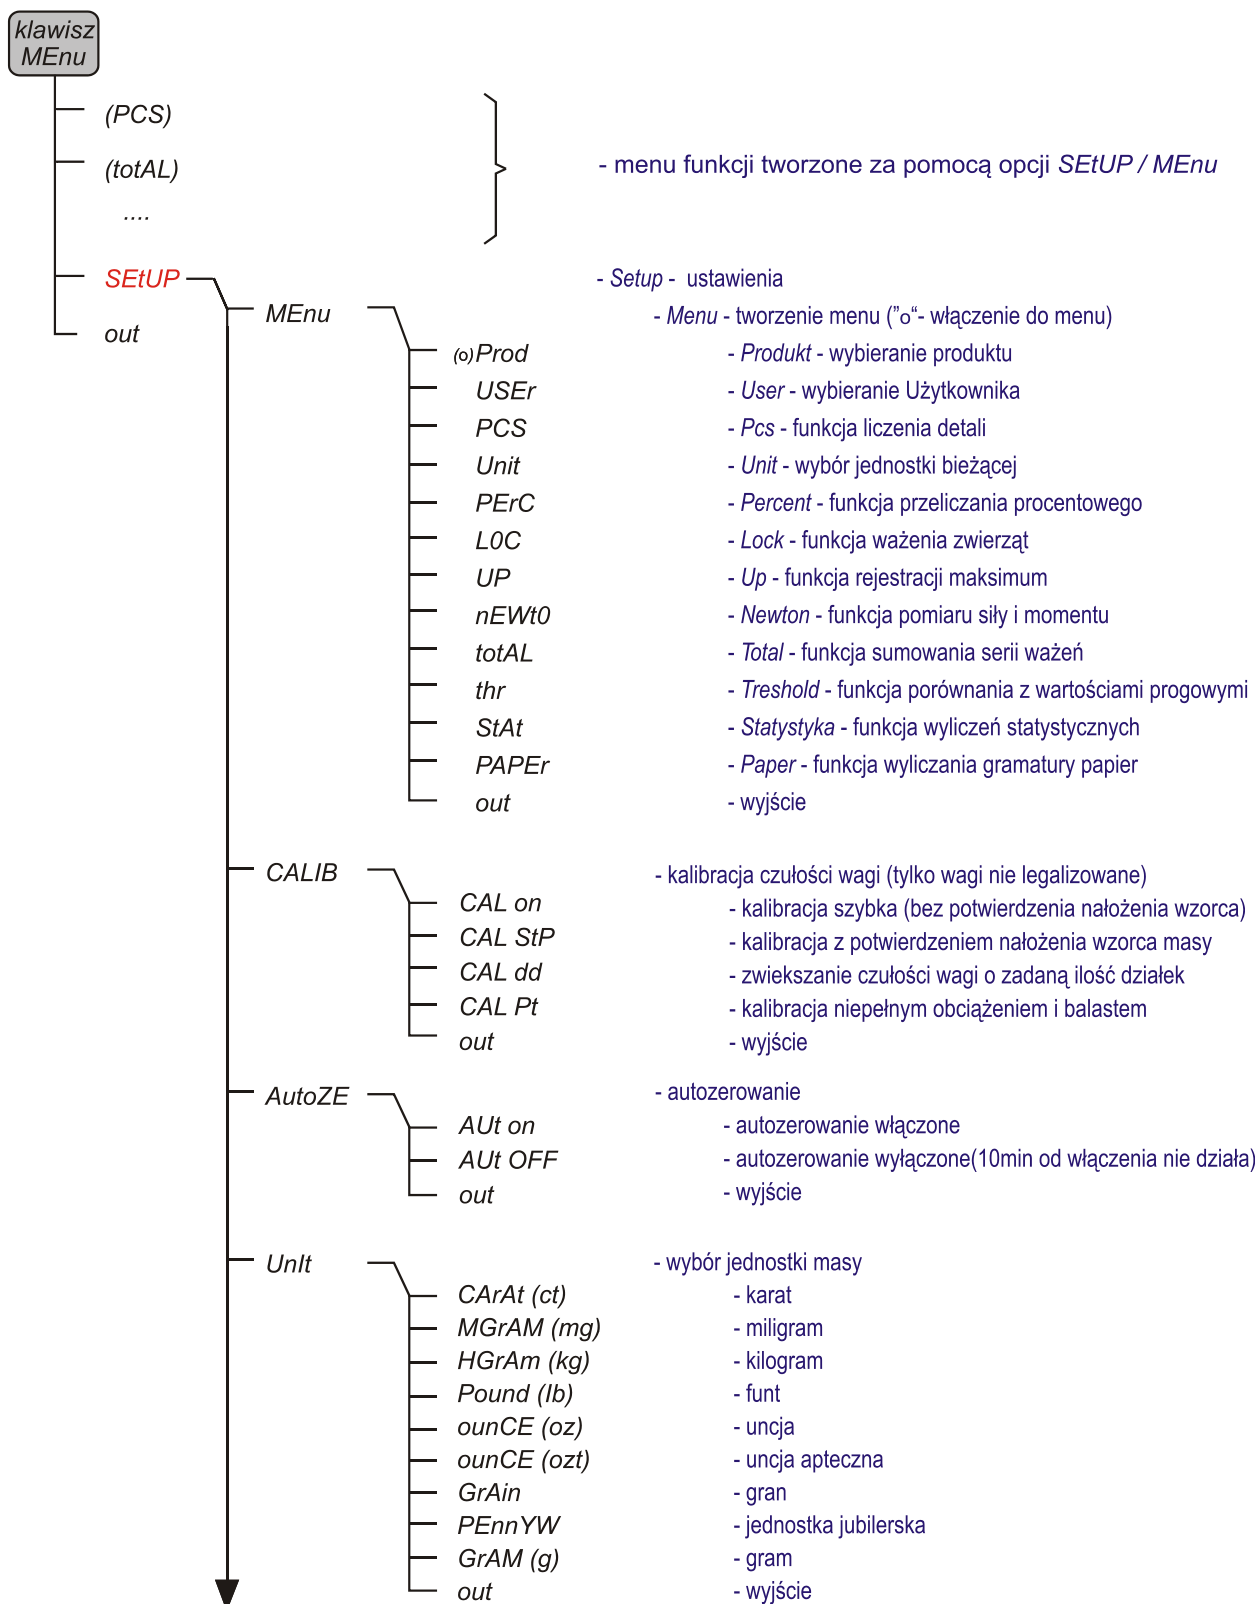 klawisz
MEnu
(PCS)
(totAL) - menu funkcji tworzone za pomocą opcji SEtUP / MEnu
....
SEtUP - Setup - ustawienia
MEnu - Menu - tworzenie menu ("o"- włączenie do menu)
out
(o) Prod - Produkt - wybieranie produktu
USEr - User - wybieranie Użytkownika
PCS - Pcs - funkcja liczenia detali
Unit - Unit - wybór jednostki bieżącej
PErC - Percent - funkcja przeliczania procentowego
L0C - Lock - funkcja ważenia zwierząt
UP - Up - funkcja rejestracji maksimum
nEWt0 - Newton - funkcja pomiaru siły i momentu
totAL - Total - funkcja sumowania serii ważeń
thr - Treshold - funkcja porównania z wartościami progowymi
StAt - Statystyka - funkcja wyliczeń statystycznych
PAPEr - Paper - funkcja wyliczania gramatury papier
out - wyjście
CALIB - kalibracja czułości wagi (tylko wagi nie legalizowane)
CAL on - kalibracja szybka (bez potwierdzenia nałożenia wzorca)
CAL StP - kalibracja z potwierdzeniem nałożenia wzorca masy
CAL dd - zwiekszanie czułości wagi o zadaną ilość działek
CAL Pt - kalibracja niepełnym obciążeniem i balastem
out - wyjście
AutoZE - autozerowanie
AUt on - autozerowanie włączone
AUt OFF - autozerowanie wyłączone(10min od włączenia nie działa)
out - wyjście
UnIt - wybór jednostki masy
CArAt (ct) - karat
MGrAM (mg) - miligram
HGrAm (kg) - kilogram
Pound (lb) - funt
ounCE (oz) - uncja
ounCE (ozt) - uncja apteczna
GrAin - gran
PEnnYW - jednostka jubilerska
GrAM (g) - gram
out - wyjście